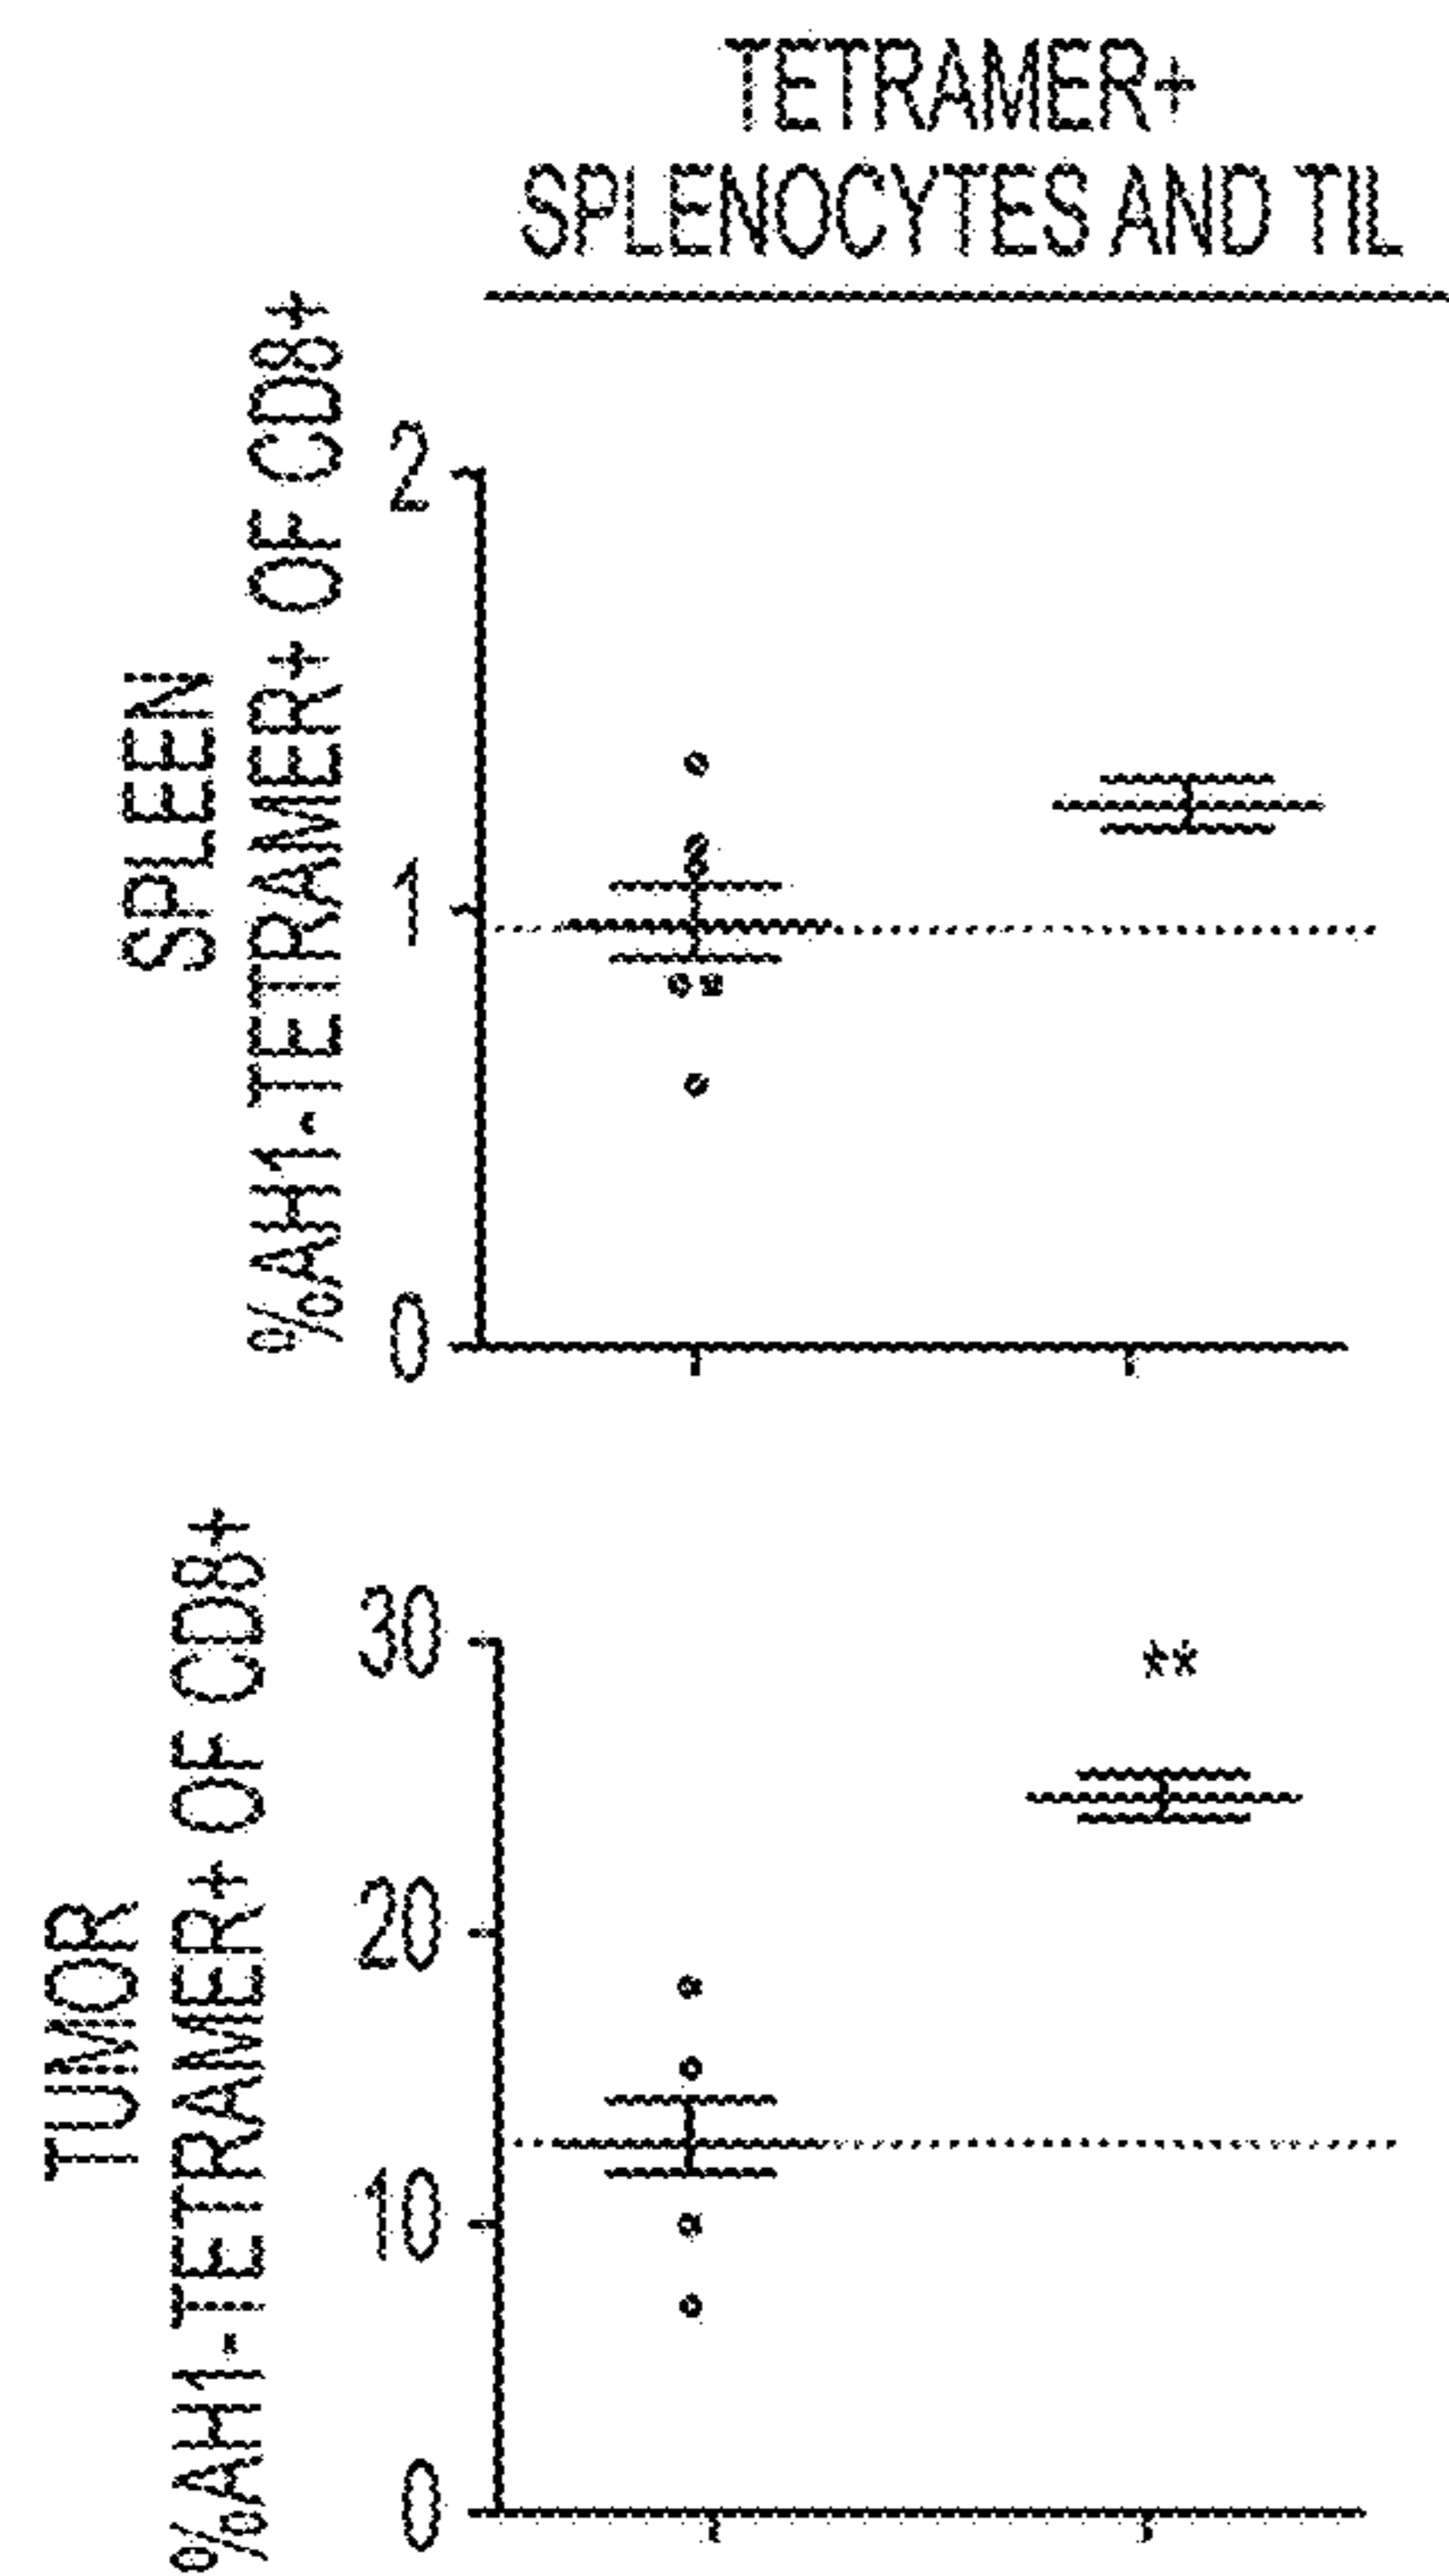 TETRAMER+
SPLENOCYTES AND TIL
SPLEEN
%AH1-TETRAMER+ OF CD8+
2
1
0
TUMOR
%AH1-TETRAMER+ OF CD8+
30
20
10
0
**